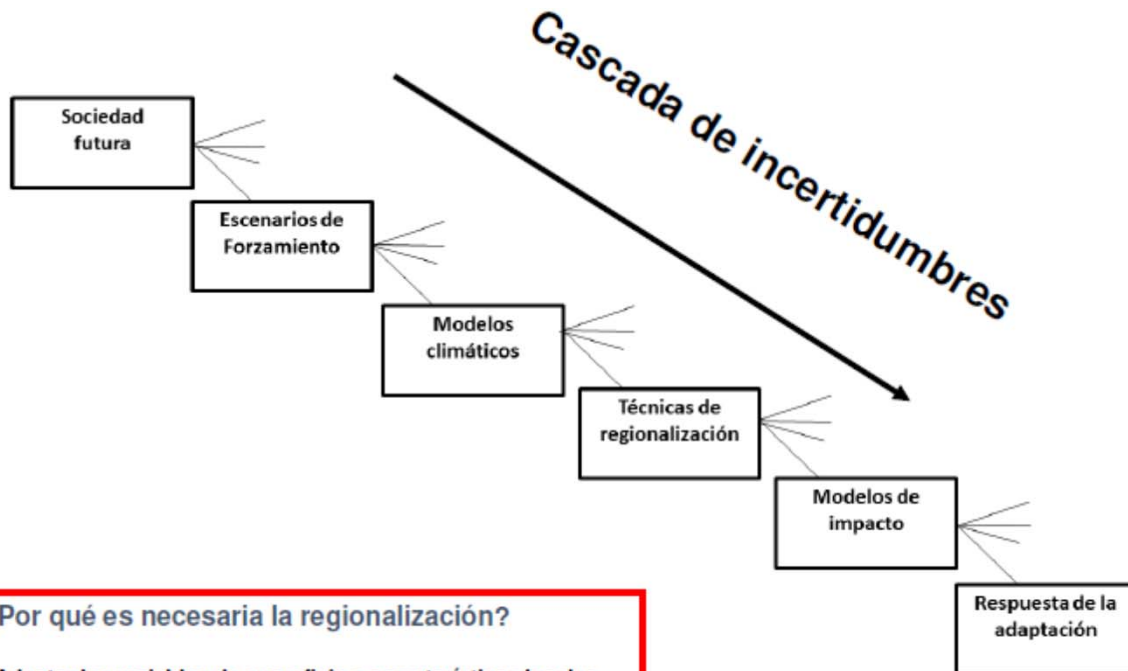 Cascada de incertidumbres
Sociedad
futura
Escenarios de
Forzamiento
Modelos
climáticos
Técnicas de
regionalización
Modelos de
impacto
Respuesta de la
adaptación
Por qué es necesaria la regionalización?